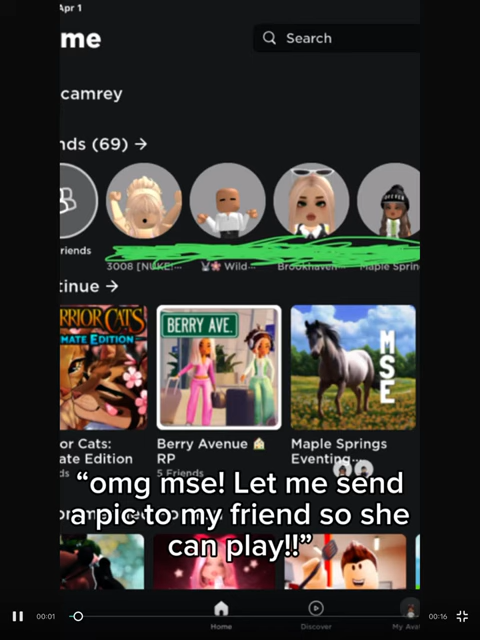 Apr 1
me
Search
camrey
nds (69) →
riends
3008 [NUKE!...
Wild...
Brookhaven...
Maple Sprin
tinue →
RRIOR CATS
MATE EDITION
BERRY AVE.
MSE
or Cats:
ate Edition
Berry Avenue 🏠
RP
5 Friends
Maple Springs
Eventing...
“omg mse! Let me send
a pic to my friend so she
can play!!”
00:01
00:16
Home
Discover
My Ava